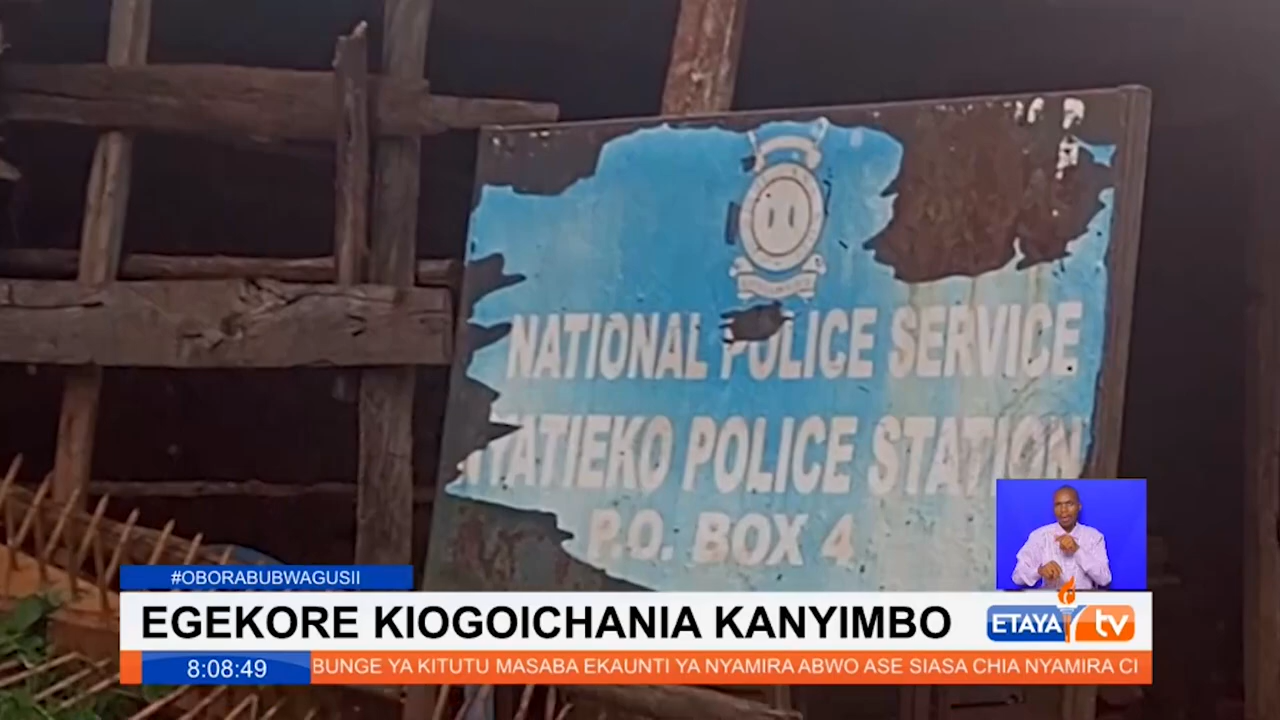 NATIONAL POLICE SERVICE
NYATIEKO POLICE STATION
P.O. BOX 4
#OBORABUBWAGUSII
EGEKORE KIOGOICHANIA KANYIMBO
ETAYA tv
8:08:49
BUNGE YA KITUTU MASABA EKAUNTI YA NYAMIRA ABWO ASE SIASA CHIA NYAMIRA CI